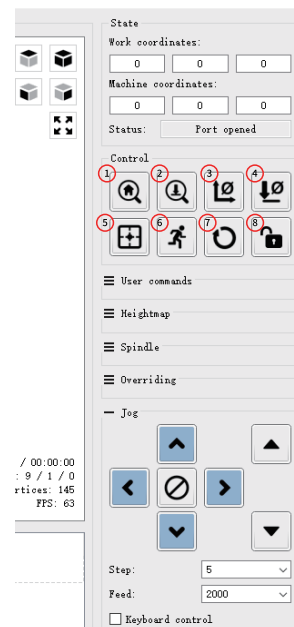 State
Work coordinates:
0 0 0
Machine coordinates:
0 0 0
Status: Port opened
Control
1 2 3 4
5 6 7 8
User commands
Heightmap
Spindle
Overriding
Jog
/ 00:00:00
: 9 / 1 / 0
rtices: 145
FPS: 63
Step: 5
Feed: 2000
Keyboard control